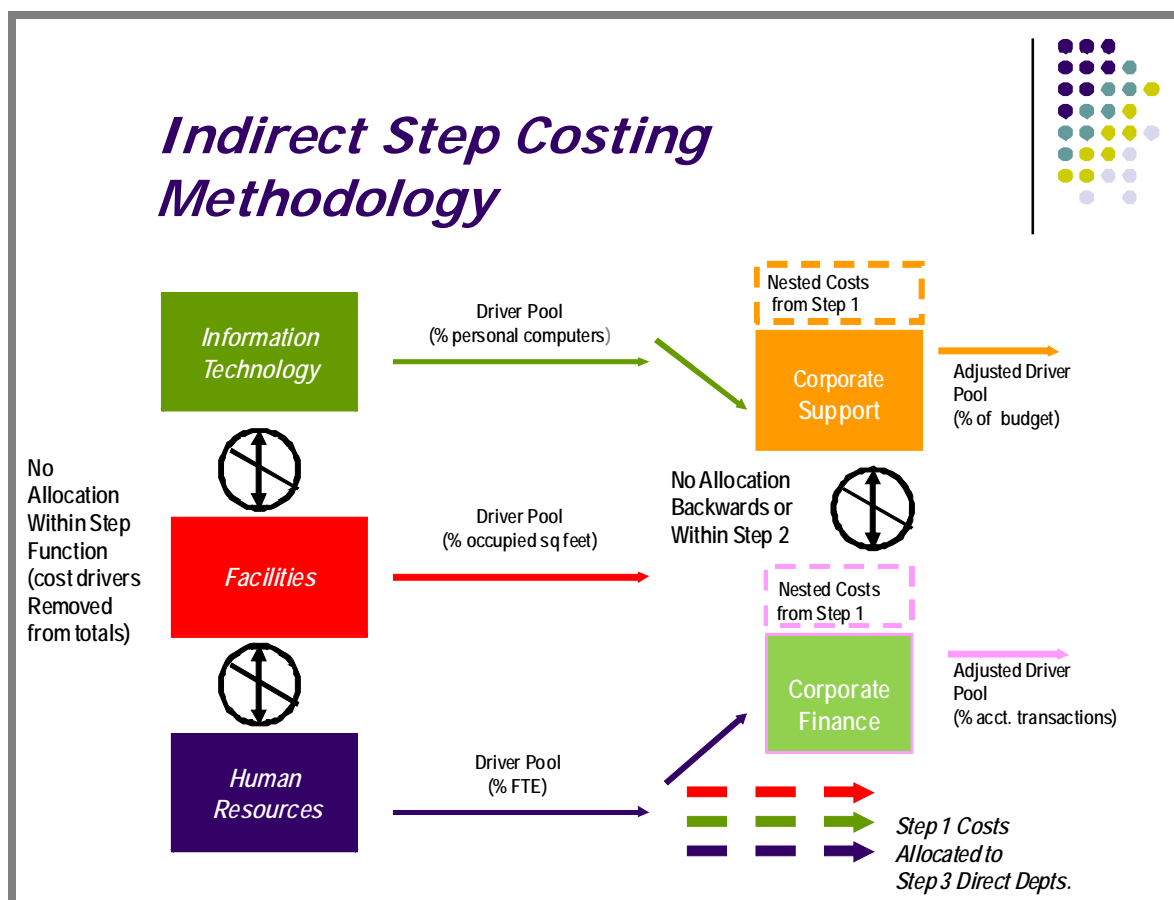 Indirect Step Costing
Methodology
Information
Technology
Driver Pool
(% personal computers)
Nested Costs
from Step 1
Corporate
Support
Adjusted Driver
Pool
(% of budget)
No
Allocation
Within Step
Function
(cost drivers
Removed
from totals)
Facilities
Driver Pool
(% occupied sq feet)
No Allocation
Backwards or
Within Step 2
Nested Costs
from Step 1
Corporate
Finance
Adjusted Driver
Pool
(% acct. transactions)
Human
Resources
Driver Pool
(% FTE)
Step 1 Costs
Allocated to
Step 3 Direct Depts.